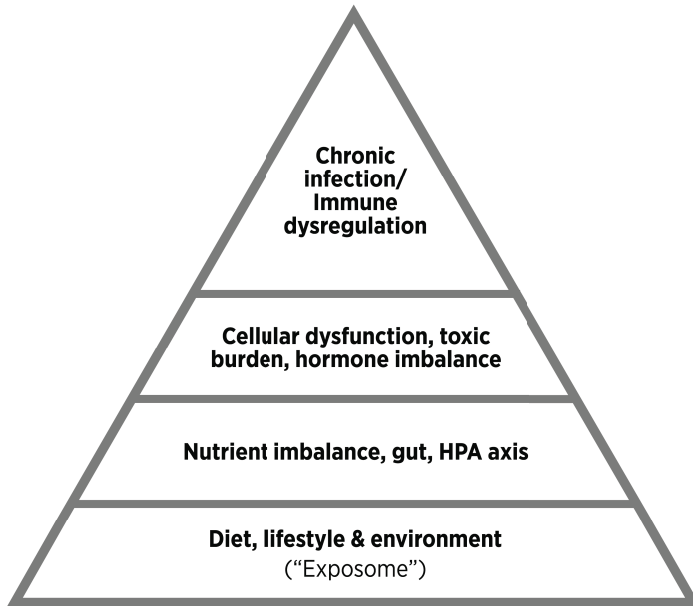 Chronic
infection/
Immune
dysregulation
Cellular dysfunction, toxic
burden, hormone imbalance
Nutrient imbalance, gut, HPA axis
Diet, lifestyle & environment
(“Exposome”)